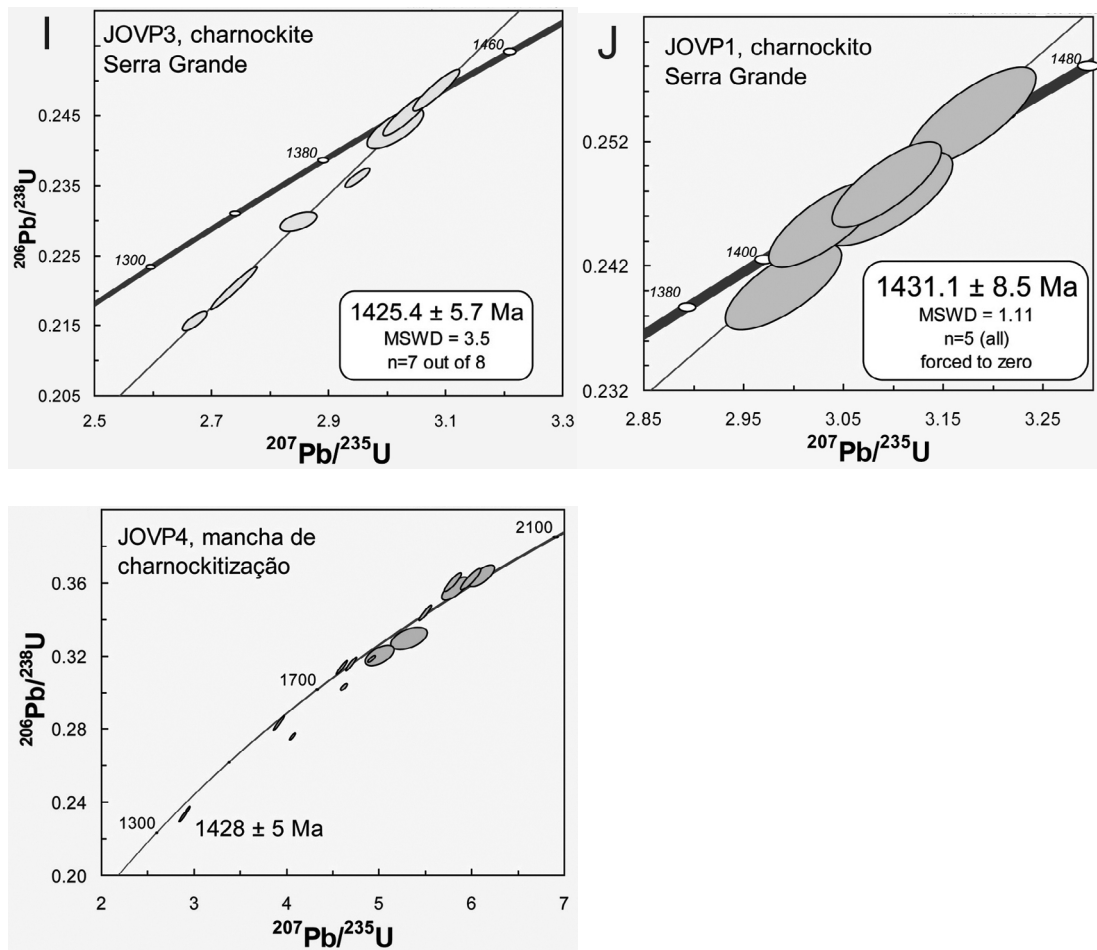 I
JOVP3, charnockite
Serra Grande
1460
1380
1300
0.245
0.235
0.225
0.215
0.205
206Pb/238U
1425.4 ± 5.7 Ma
MSWD = 3.5
n=7 out of 8
2.5
2.7
2.9
3.1
3.3
207Pb/235U
J
JOVP1, charnockito
Serra Grande
1480
1400
1380
0.252
0.242
0.232
1431.1 ± 8.5 Ma
MSWD = 1.11
n=5 (all)
forced to zero
2.85
2.95
3.05
3.15
3.25
207Pb/235U
JOVP4, mancha de
charnockitização
2100
1700
1300
0.36
0.32
0.28
0.24
0.20
206Pb/238U
1428 ± 5 Ma
2
3
4
5
6
7
207Pb/235U